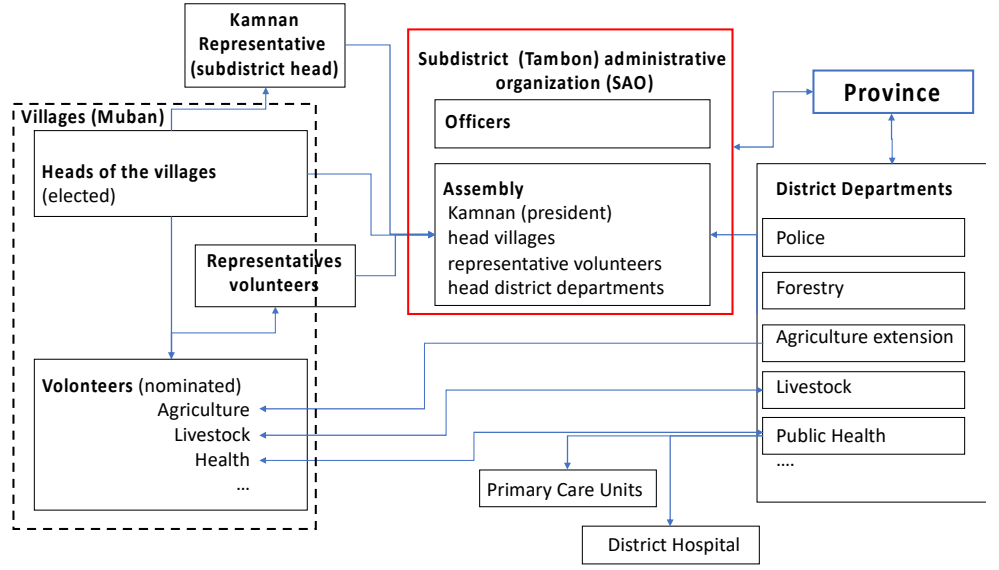 Kamnan
Representative
(subdistrict head)
Subdistrict (Tambon) administrative
organization (SAO)
Officers
Assembly
Kamnan (president)
head villages
representative volunteers
head district departments
Province
Villages (Muban)
Heads of the villages
(elected)
Representatives
volunteers
Volonteers (nominated)
Agriculture
Livestock
Health
...
District Departments
Police
Forestry
Agriculture extension
Livestock
Public Health
....
Primary Care Units
District Hospital